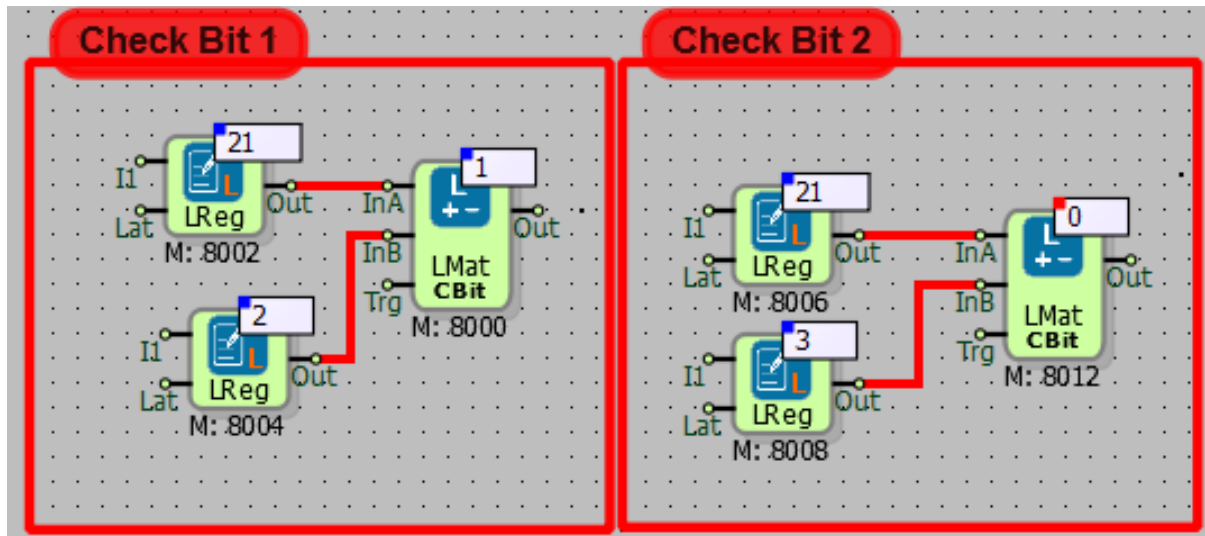 Check Bit 1
21
I1
Lat
LReg
Out
M: 8002
2
I1
Lat
LReg
Out
M: 8004
1
InA
InB
Trg
L
LMat
CBit
Out
M: 8000
Check Bit 2
21
I1
Lat
LReg
Out
M: 8006
3
I1
Lat
LReg
Out
M: 8008
0
InA
InB
Trg
L
LMat
CBit
Out
M: 8012